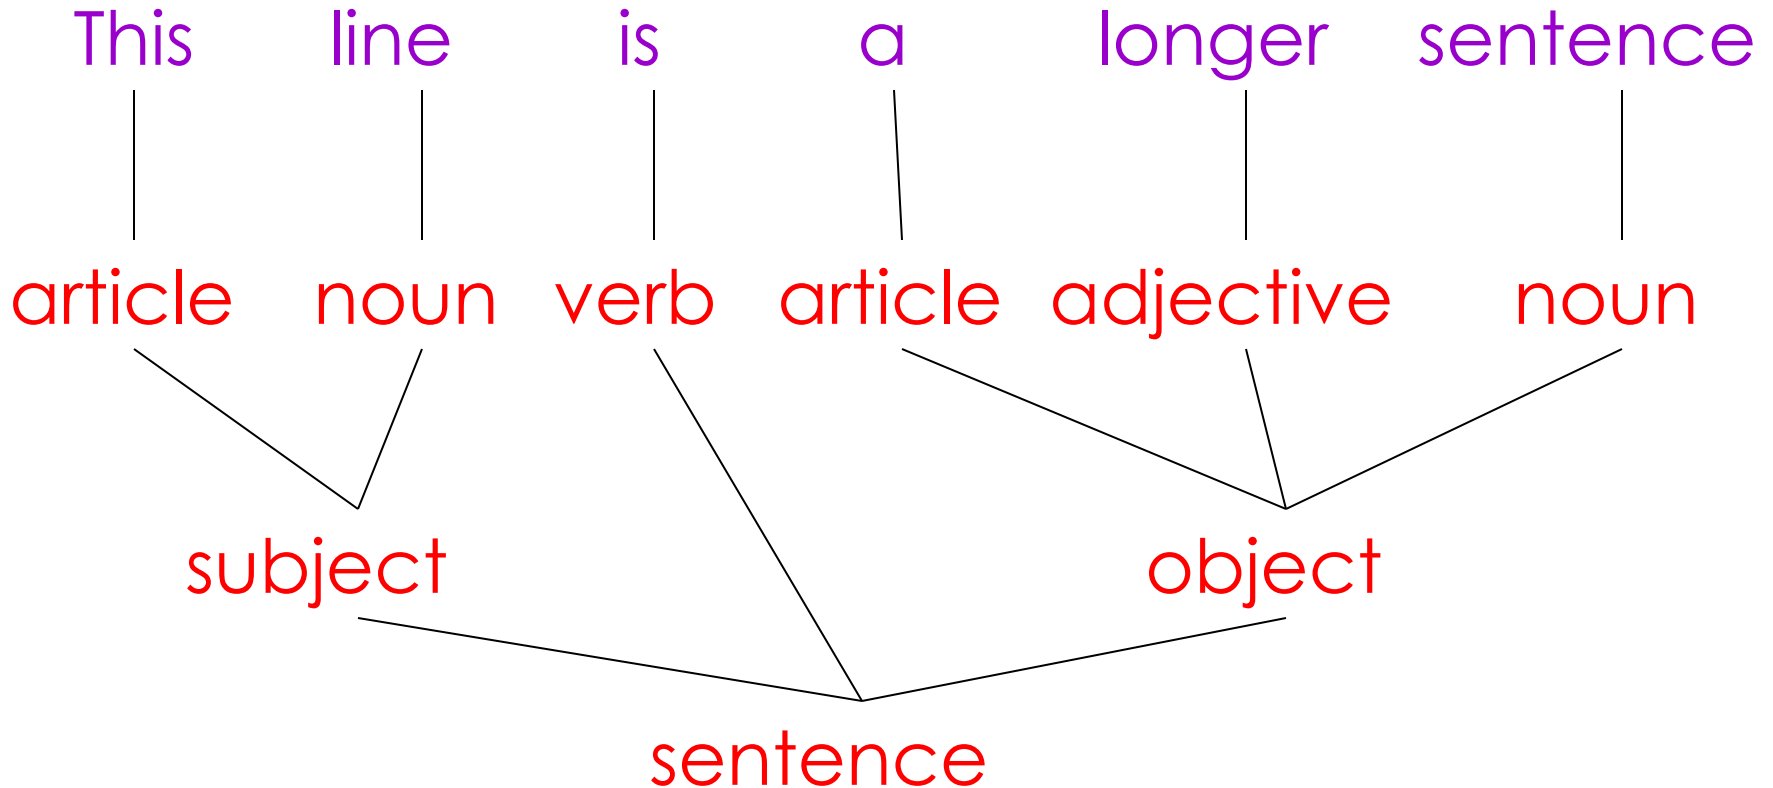 This line is a longer sentence
article noun verb article adjective noun
subject object
sentence